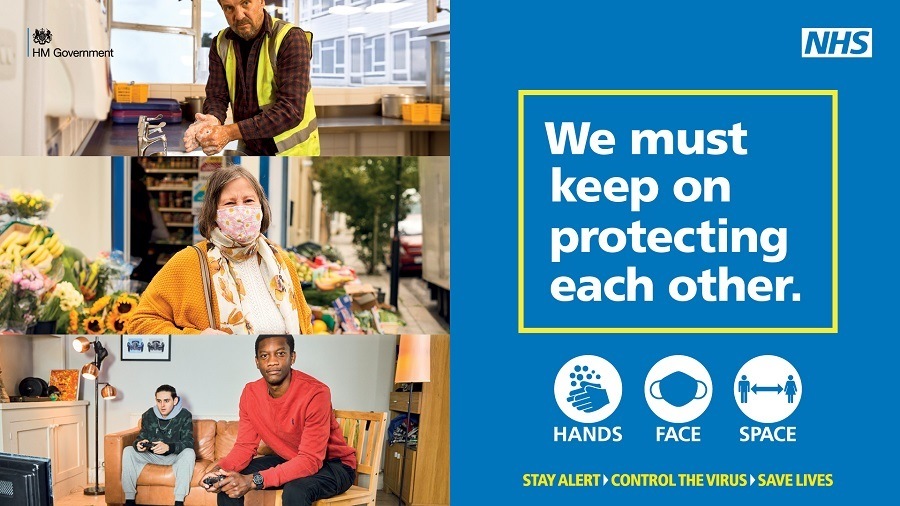 HM Government
NHS
We must
keep on
protecting
each other.
HANDS
FACE
SPACE
STAY ALERT › CONTROL THE VIRUS › SAVE LIVES